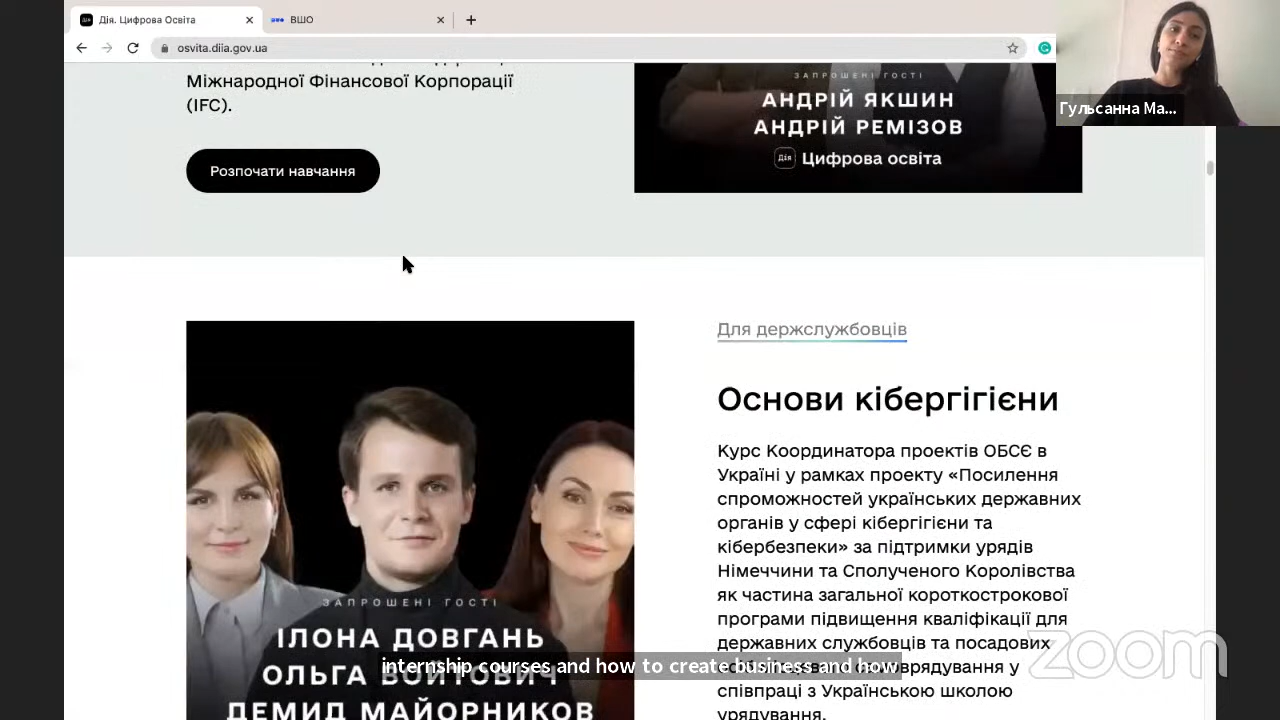 Дія. Цифрова Освіта
ВШО
osvita.diia.gov.ua
Гульсанна Ма...
Міжнародної Фінансової Корпорації
(IFC).
Розпочати навчання
ЗАПРОШЕНІ ГОСТІ
АНДРІЙ ЯКШИН
АНДРІЙ РЕМІЗОВ
Дія Цифрова освіта
Для держслужбовців
Основи кібергігієни
Курс Координатора проектів ОБСЄ в
Україні у рамках проекту «Посилення
спроможностей українських державних
органів у сфері кібергігієни та
кібербезпеки» за підтримки урядів
Німеччини та Сполученого Королівства
як частина загальної короткострокової
програми підвищення кваліфікації для
державних службовців та посадових
у
співпраці з Українською школою
урядування.
ЗАПРОШЕНІ ГОСТІ
ІЛОНА ДОВГАНЬ
ОЛЬГА ВОЙТОВИЧ
ДЕМИД МАЙОРНИКОВ
internship courses and how to create business and how
zoom